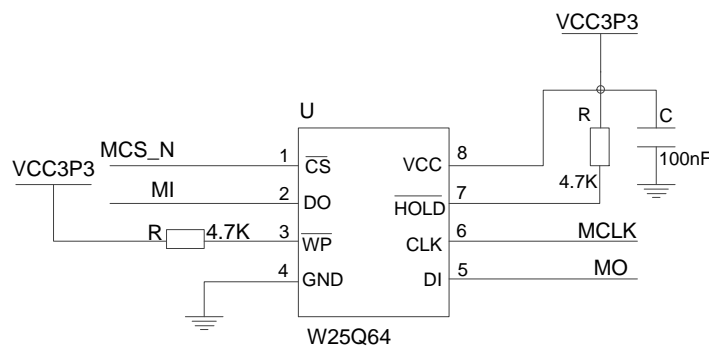 VCC3P3
U
R
C
MCS_N
1
CS
VCC
8
100nF
VCC3P3
4.7K
MI
2
DO
HOLD
7
R
4.7K
3
WP
CLK
6
MCLK
4
GND
DI
5
MO
W25Q64